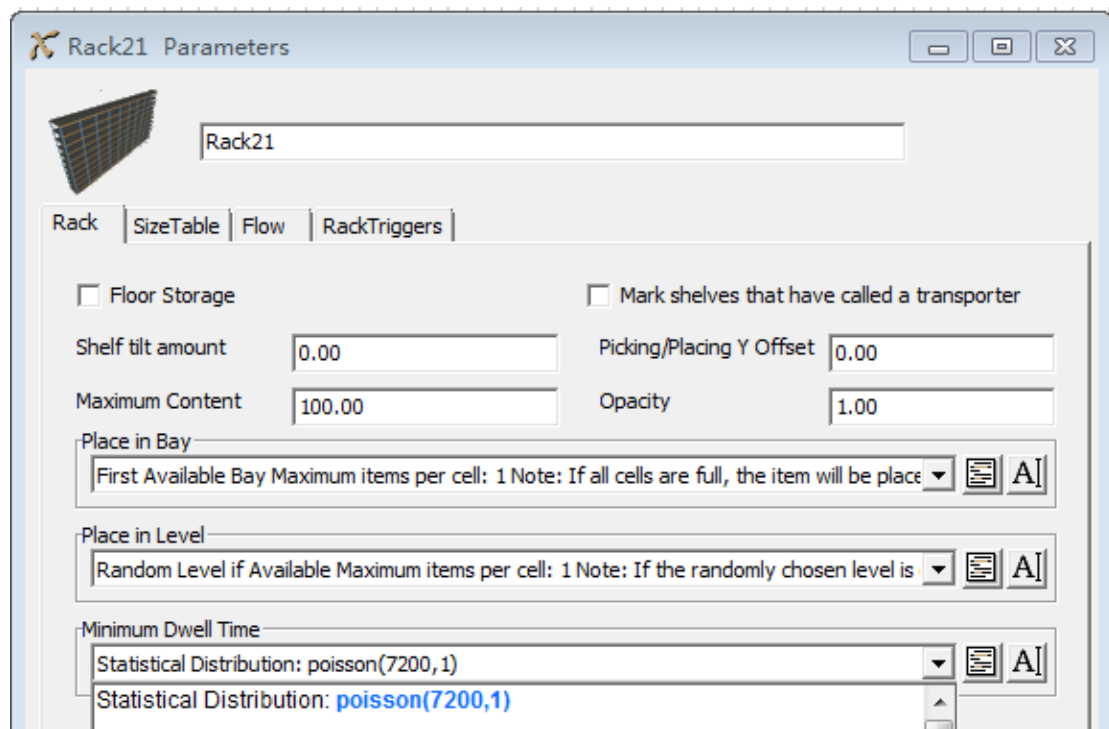 Rack21 Parameters
Rack21
Rack SizeTable Flow RackTriggers
Floor Storage Mark shelves that have called a transporter
Shelf tilt amount 0.00 Picking/Placing Y Offset 0.00
Maximum Content 100.00 Opacity 1.00
Place in Bay
First Available Bay Maximum items per cell: 1 Note: If all cells are full, the item will be place
Place in Level
Random Level if Available Maximum items per cell: 1 Note: If the randomly chosen level is
Minimum Dwell Time
Statistical Distribution: poisson(7200,1)
Statistical Distribution: poisson(7200,1)